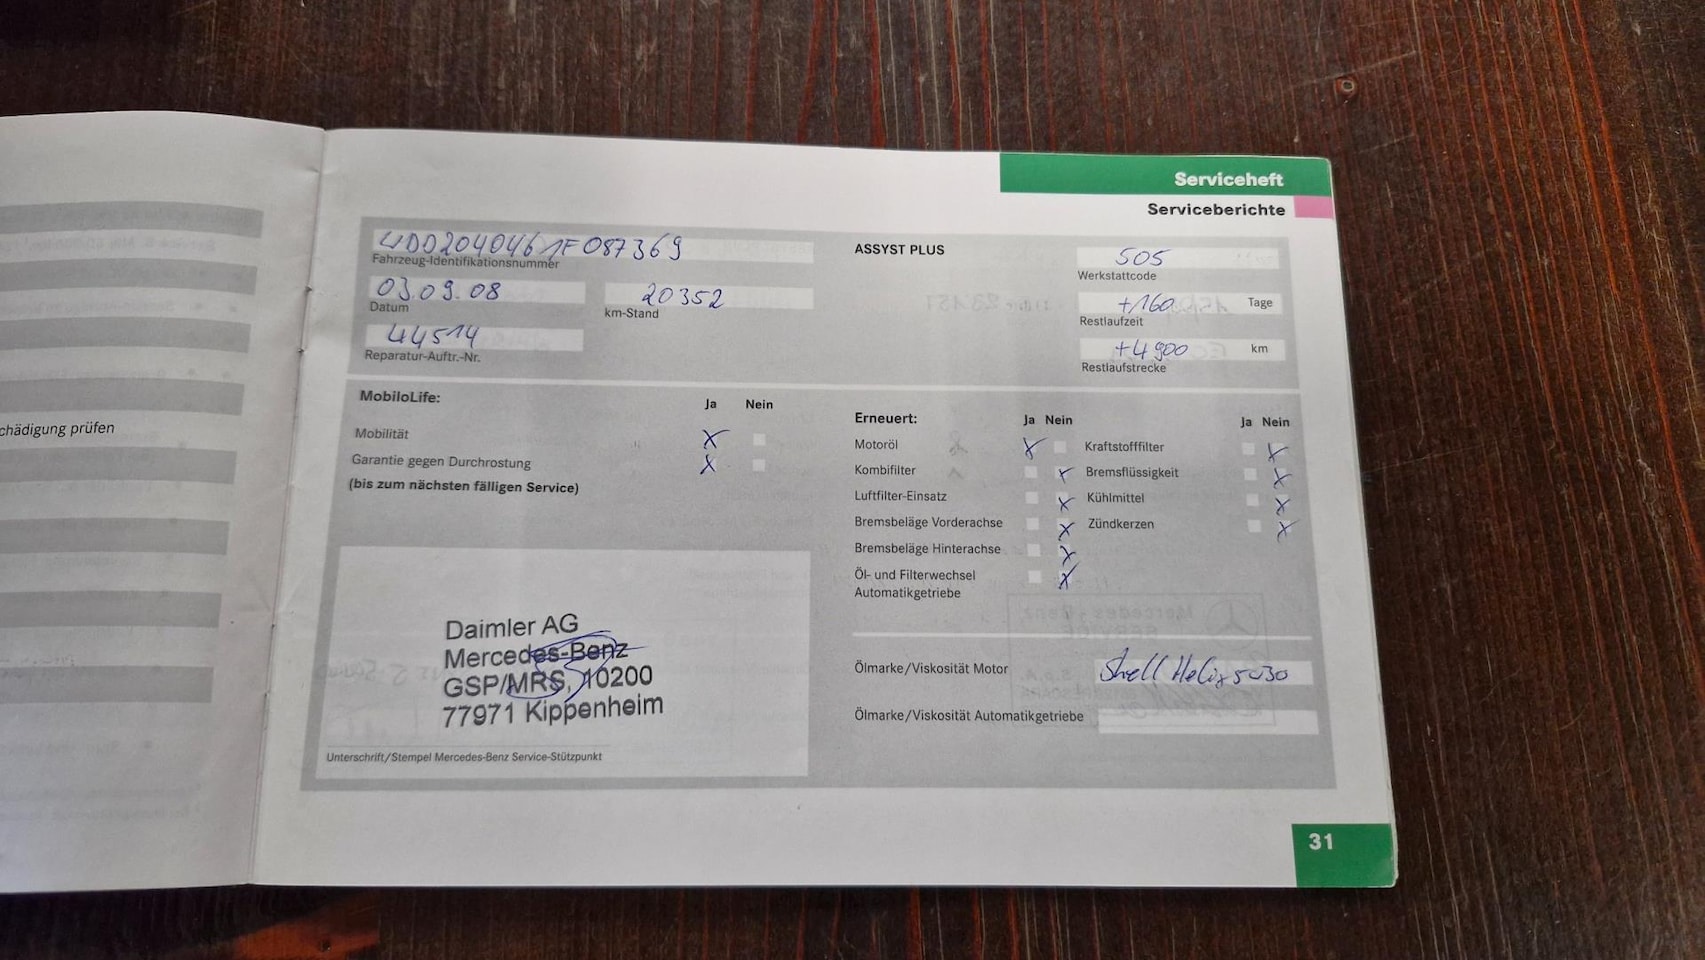 chädigung prüfen
Serviceheft
Serviceberichte
WDD2040461F087369
Fahrzeug-Identifikationsnummer
03.09.08
Datum
20352
km-Stand
44514
Reparatur-Auftr.-Nr.
ASSYST PLUS
505
Werkstattcode
+160 Tage
Restlaufzeit
+4900 km
Restlaufstrecke
MobiloLife:
Ja Nein
Mobilität X
Garantie gegen Durchrostung X
(bis zum nächsten fälligen Service)
Erneuert: Ja Nein
Motoröl X
Kombifilter X
Luftfilter-Einsatz X
Bremsbeläge Vorderachse X
Bremsbeläge Hinterachse X
Öl- und Filterwechsel X
Automatikgetriebe
Ja Nein
Kraftstofffilter X
Bremsflüssigkeit X
Kühlmittel X
Zündkerzen X
Daimler AG
Mercedes-Benz
GSP/MRS, 10200
77971 Kippenheim
Unterschrift/Stempel Mercedes-Benz Service-Stützpunkt
Ölmarke/Viskosität Motor Shell Helix 5W30
Ölmarke/Viskosität Automatikgetriebe
31